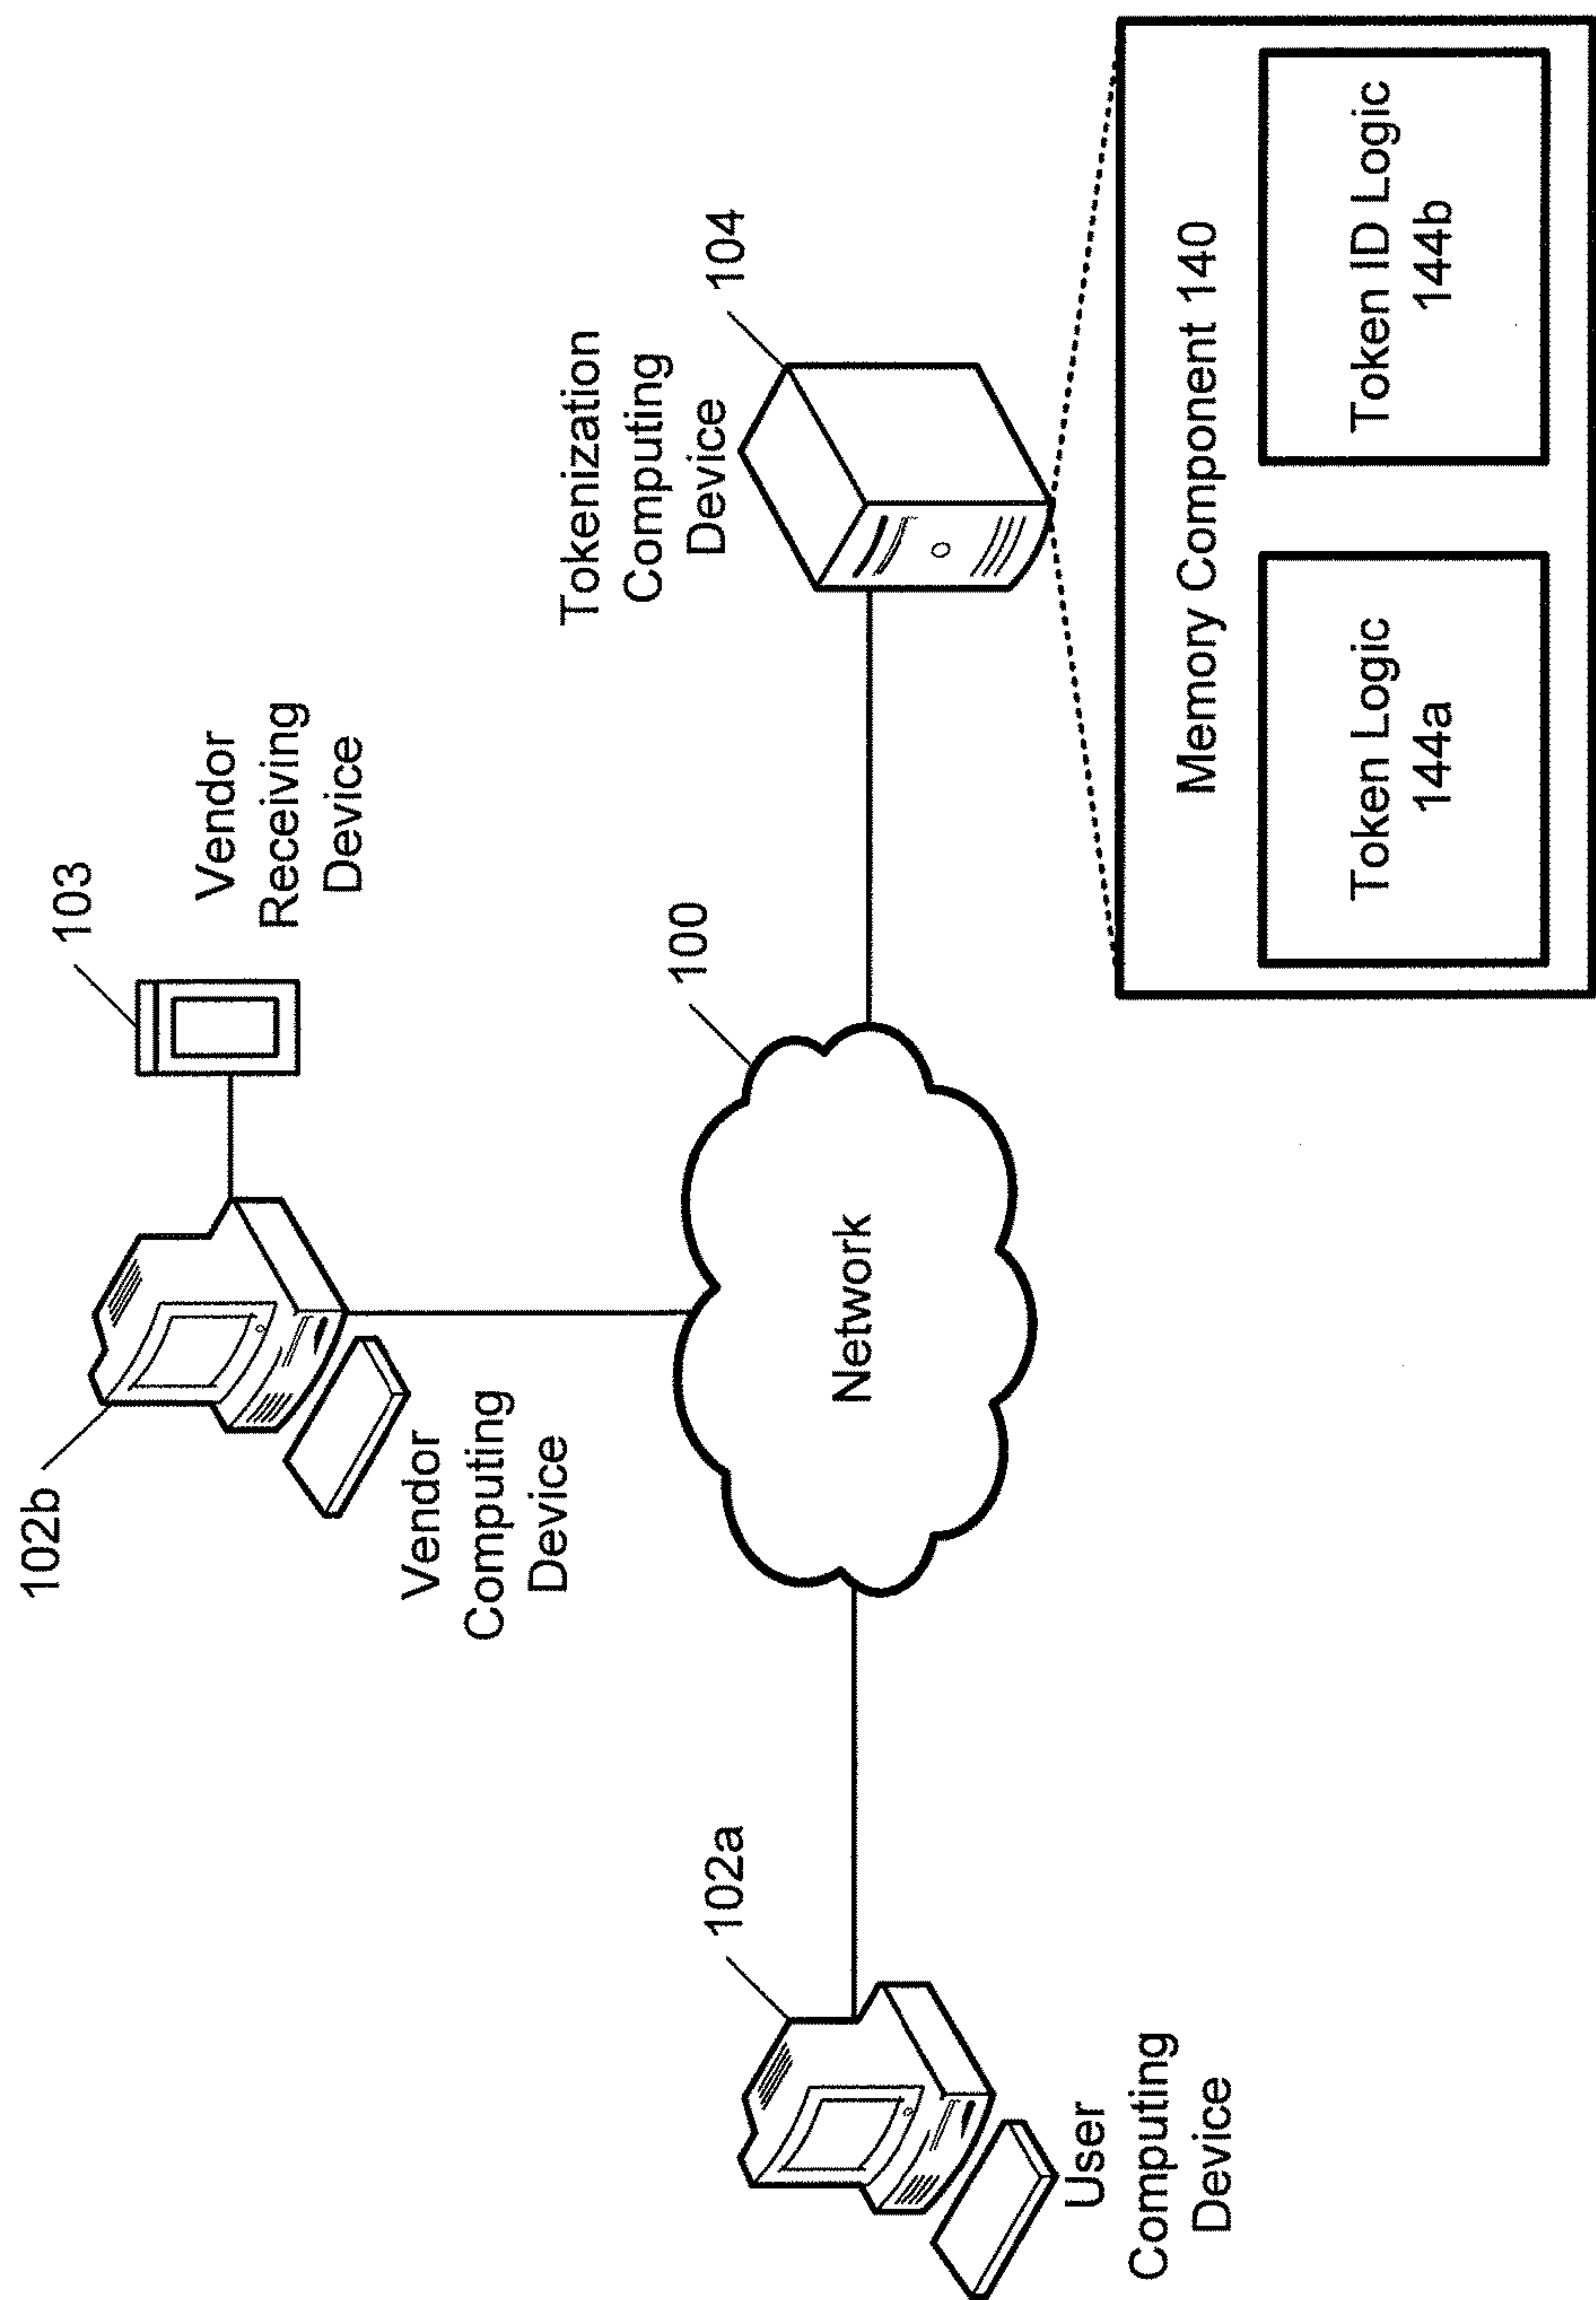 102b
103
Vendor
Receiving
Device
Vendor
Computing
Device
102a
User
Computing
Device
100
Network
Tokenization
Computing
Device
104
Memory Component 140
Token Logic
144a
Token ID Logic
144b